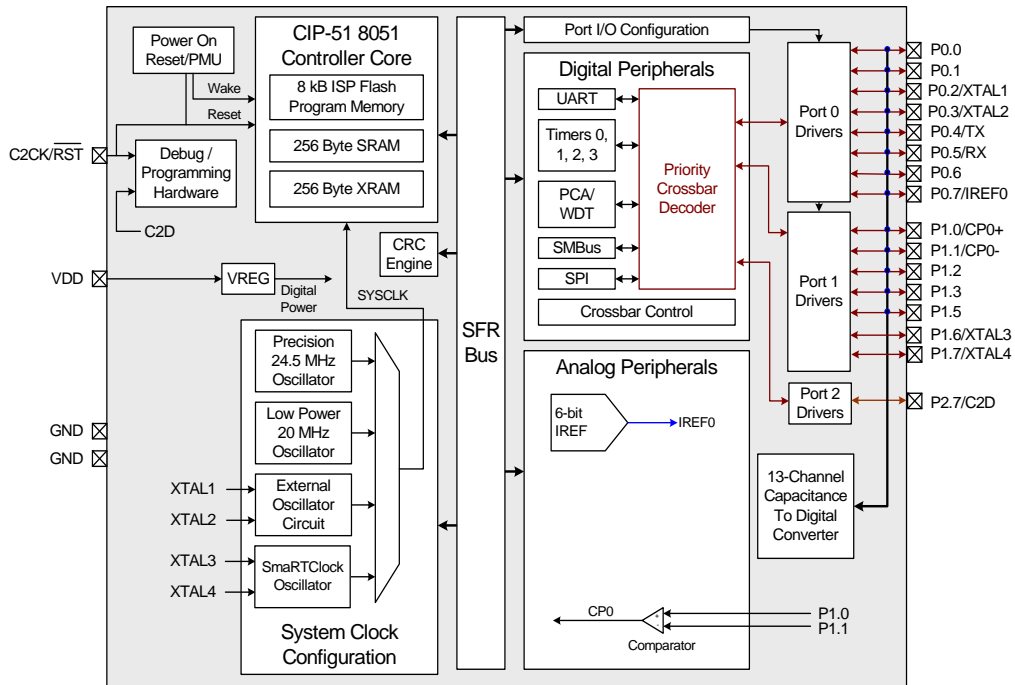 Power On
Reset/PMU
Wake
Reset
C2CK/RST
Debug /
Programming
Hardware
C2D
VDD
VREG
Digital
Power
GND
GND
CIP-51 8051
Controller Core
8 kB ISP Flash
Program Memory
256 Byte SRAM
256 Byte XRAM
CRC
Engine
SYSCLK
Precision
24.5 MHz
Oscillator
Low Power
20 MHz
Oscillator
External
Oscillator
Circuit
SmaRTClock
Oscillator
XTAL1
XTAL2
XTAL3
XTAL4
System Clock
Configuration
SFR
Bus
Port I/O Configuration
Digital Peripherals
UART
Timers 0,
1, 2, 3
PCA/
WDT
SMBus
SPI
Priority
Crossbar
Decoder
Crossbar Control
Analog Peripherals
6-bit
IREF
IREF0
CP0
+
-
Comparator
P1.0
P1.1
Port 0
Drivers
Port 1
Drivers
Port 2
Drivers
13-Channel
Capacitance
To Digital
Converter
P0.0
P0.1
P0.2/XTAL1
P0.3/XTAL2
P0.4/TX
P0.5/RX
P0.6
P0.7/IREF0
P1.0/CP0+
P1.1/CP0-
P1.2
P1.3
P1.5
P1.6/XTAL3
P1.7/XTAL4
P2.7/C2D